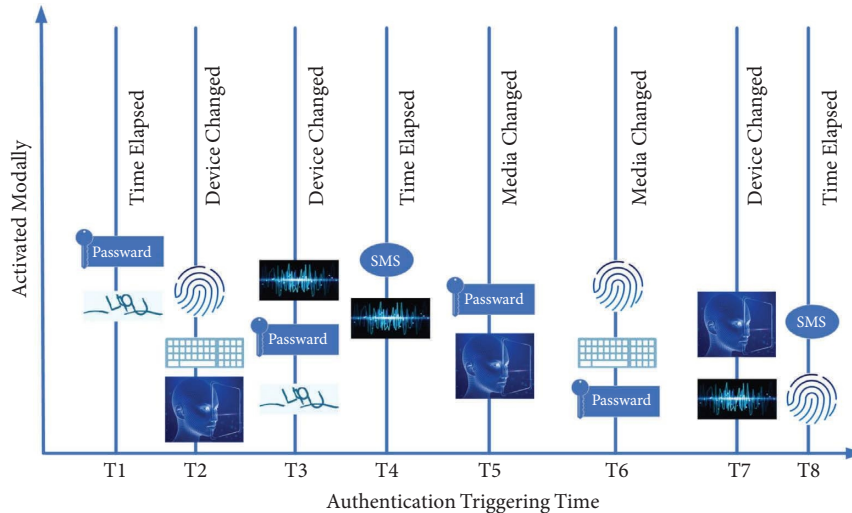 Activated Modally
Time Elapsed
Device Changed
Device Changed
Time Elapsed
Media Changed
Media Changed
Device Changed
Time Elapsed
Passward
SMS
Passward
Passward
SMS
Passward
T1
T2
T3
T4
T5
T6
T7
T8
Authentication Triggering Time